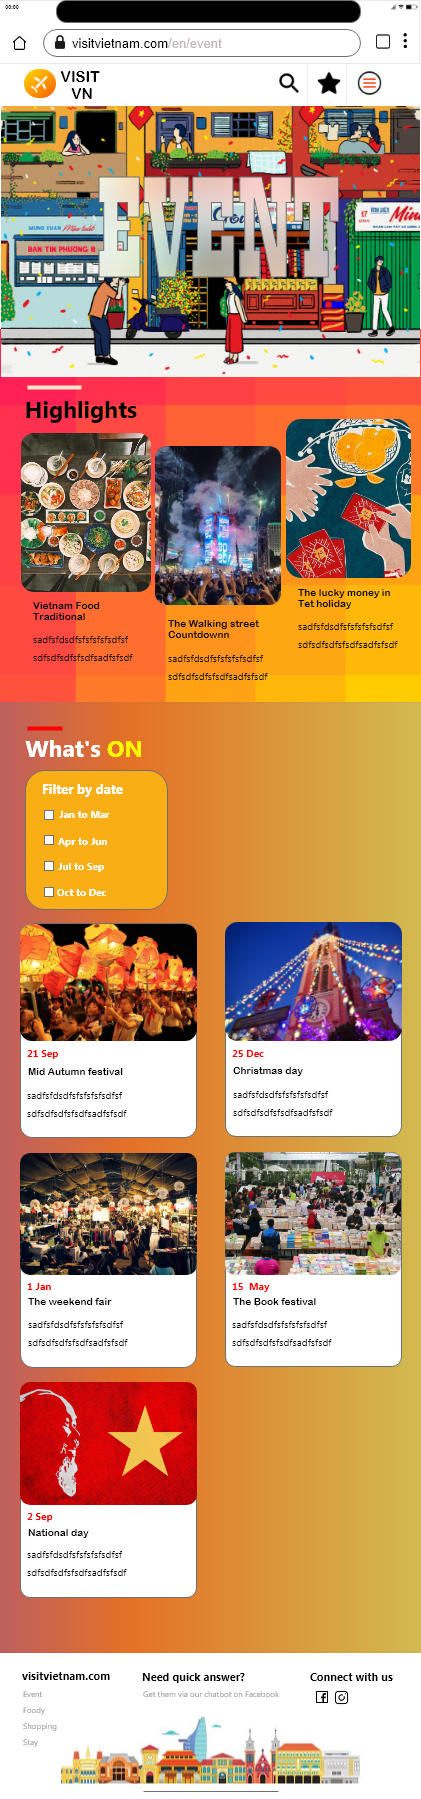 00:00
visitvietnam.com/en/event
VISIT
VN
EVENT
MUNG XUAN
BAN TIN PHUONG 8
17
Highlights
Vietnam Food
Traditional
sadfsfdsdfsfsfsfsfsdfsf
sdfsdfsdfsfsdfsadfsfsdf
The Walking street
Countdownn
sadfsfdsdfsfsfsfsfsdfsf
sdfsdfsdfsfsdfsadfsfsdf
The lucky money in
Tet holiday
sadfsfdsdfsfsfsfsfsdfsf
sdfsdfsdfsfsdfsadfsfsdf
What's ON
Filter by date
Jan to Mar
Apr to Jun
Jul to Sep
Oct to Dec
21 Sep
Mid Autumn festival
sadfsfdsdfsfsfsfsfsdfsf
sdfsdfsdfsfsdfsadfsfsdf
25 Dec
Christmas day
sadfsfdsdfsfsfsfsfsdfsf
sdfsdfsdfsfsdfsadfsfsdf
1 Jan
The weekend fair
sadfsfdsdfsfsfsfsfsdfsf
sdfsdfsdfsfsdfsadfsfsdf
15 May
The Book festival
sadfsfdsdfsfsfsfsfsdfsf
sdfsdfsdfsfsdfsadfsfsdf
2 Sep
National day
sadfsfdsdfsfsfsfsfsdfsf
sdfsdfsdfsfsdfsadfsfsdf
visitvietnam.com
Event
Foody
Shopping
Stay
Need quick answer?
Get them via our chatbot on Facebook
Connect with us